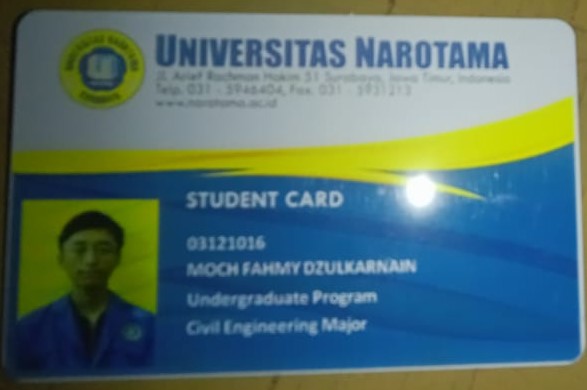 UNIVERSITAS NAROTAMA
Jl. Arief Rachman Hakim 51 Surabaya, Jawa Timur, Indonesia
Telp. 031 - 5946404, Fax. 031 - 5931213
www.narotama.ac.id
STUDENT CARD
03121016
MOCH FAHMY DZULKARNAIN
Undergraduate Program
Civil Engineering Major